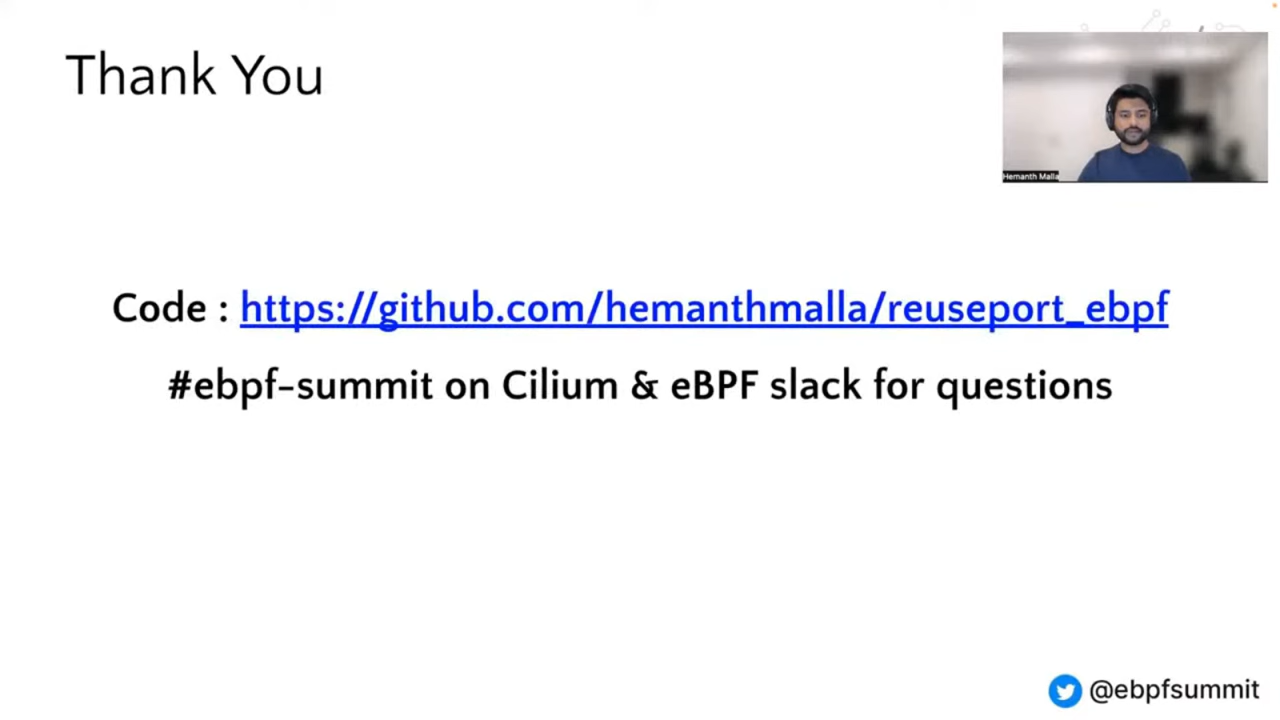 Thank You
Hemanth Malla
Code : https://github.com/hemanthmalla/reuseport_ebpf
#ebpf-summit on Cilium & eBPF slack for questions
@ebpfsummit